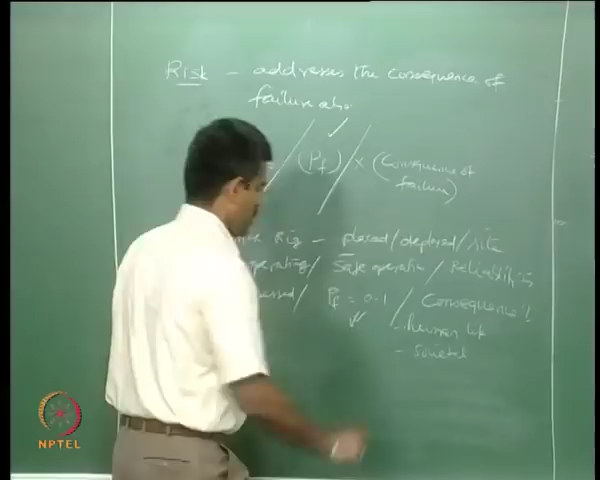 Risk - addresses the consequence of
failure also
= (Pf) × (Consequence of
failure)
Rig - placed/deployed/site
operating/ Safe operation / Reliability is
/ Pf = 0.1 / Consequence?
- human life
- societal
NPTEL